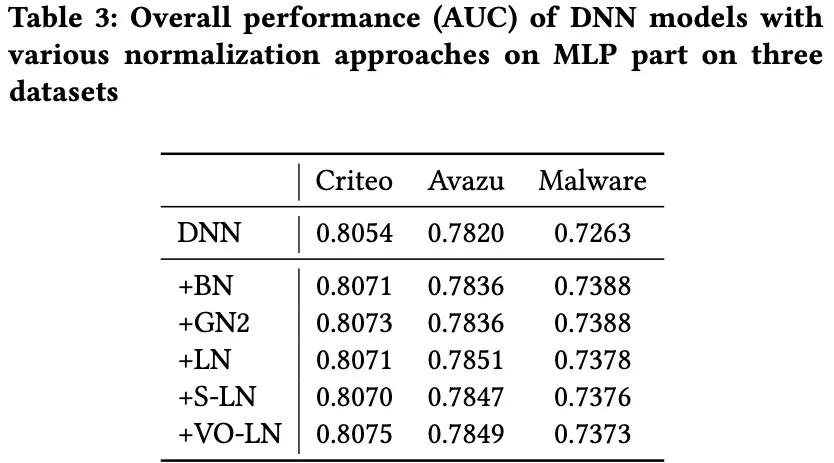 Table 3: Overall performance (AUC) of DNN models with
various normalization approaches on MLP part on three
datasets
Criteo Avazu Malware
DNN 0.8054 0.7820 0.7263
+BN 0.8071 0.7836 0.7388
+GN2 0.8073 0.7836 0.7388
+LN 0.8071 0.7851 0.7378
+S-LN 0.8070 0.7847 0.7376
+VO-LN 0.8075 0.7849 0.7373